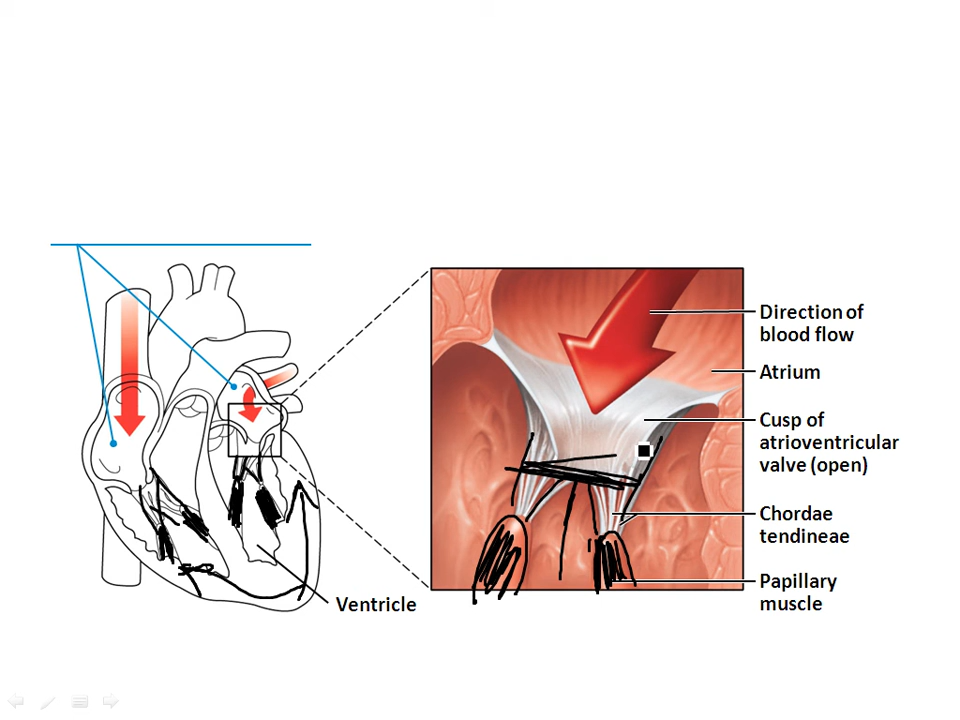 Direction of
blood flow
Atrium
Cusp of
atrioventricular
valve (open)
Chordae
tendineae
Papillary
muscle
Ventricle